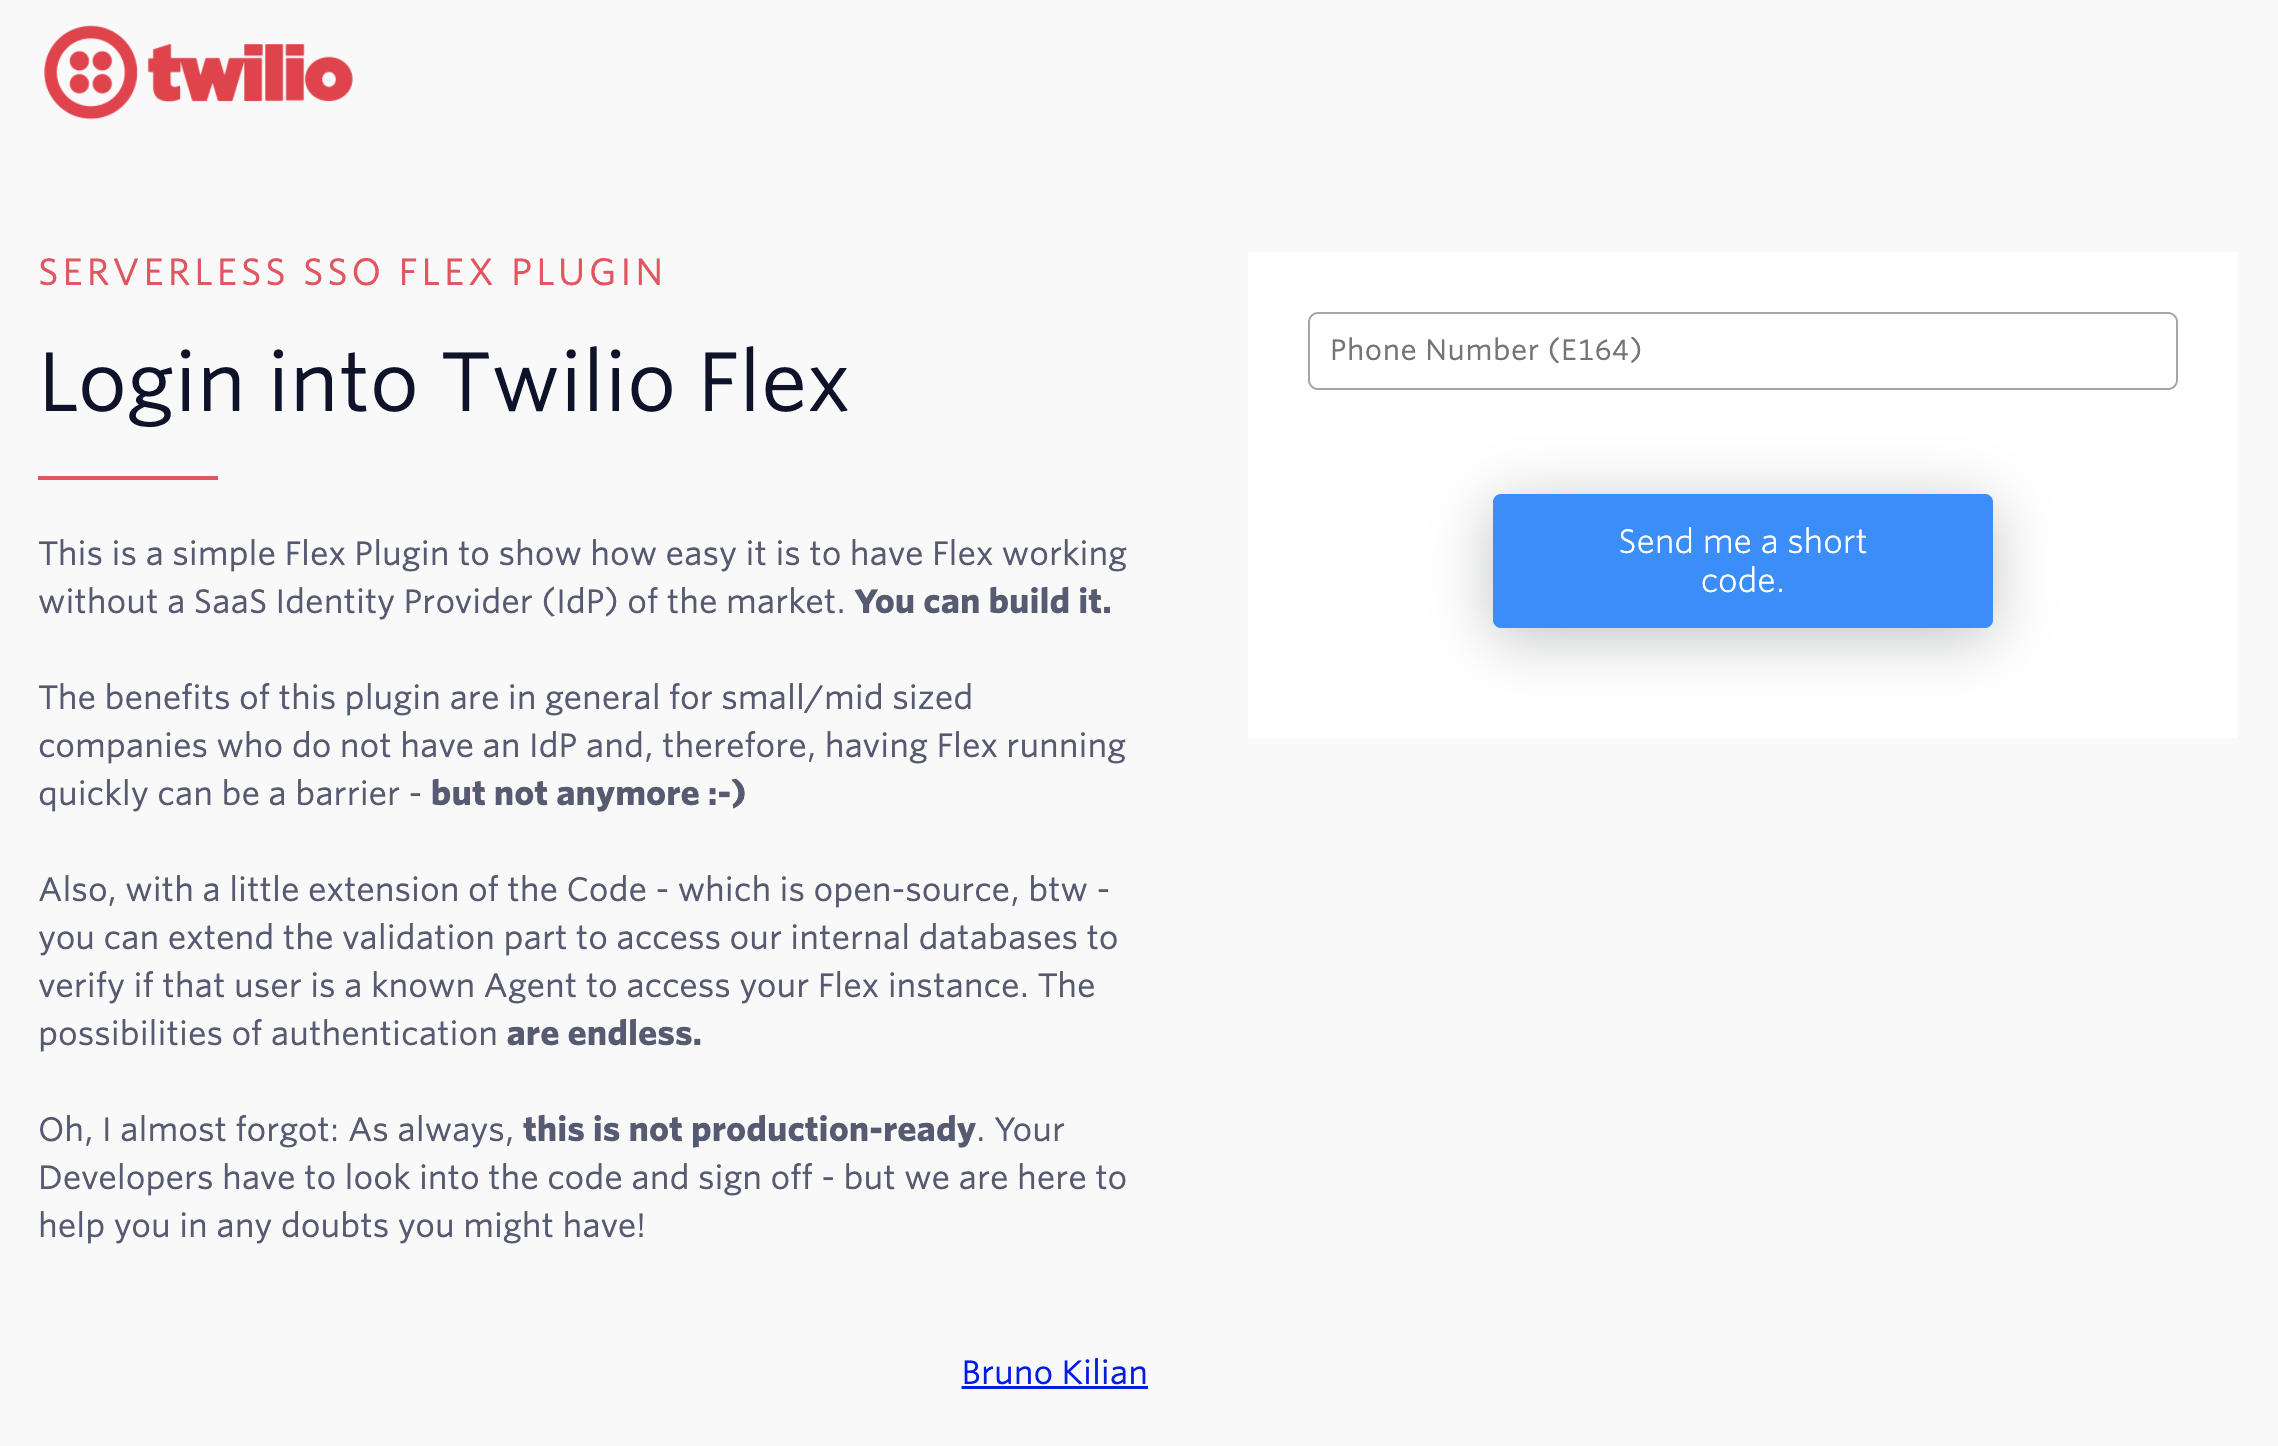 twilio
SERVERLESS SSO FLEX PLUGIN
Login into Twilio Flex
This is a simple Flex Plugin to show how easy it is to have Flex working
without a SaaS Identity Provider (IdP) of the market. You can build it.
The benefits of this plugin are in general for small/mid sized
companies who do not have an IdP and, therefore, having Flex running
quickly can be a barrier - but not anymore :-)
Also, with a little extension of the Code - which is open-source, btw -
you can extend the validation part to access our internal databases to
verify if that user is a known Agent to access your Flex instance. The
possibilities of authentication are endless.
Oh, I almost forgot: As always, this is not production-ready. Your
Developers have to look into the code and sign off - but we are here to
help you in any doubts you might have!
Bruno Kilian
Phone Number (E164)
Send me a short
code.